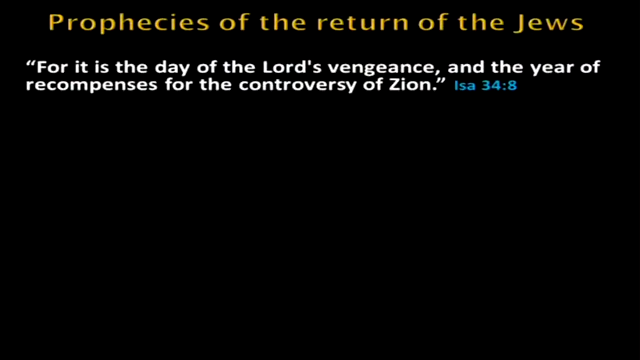 Prophecies of the return of the Jews
“For it is the day of the Lord's vengeance, and the year of
recompenses for the controversy of Zion.” Isa 34:8